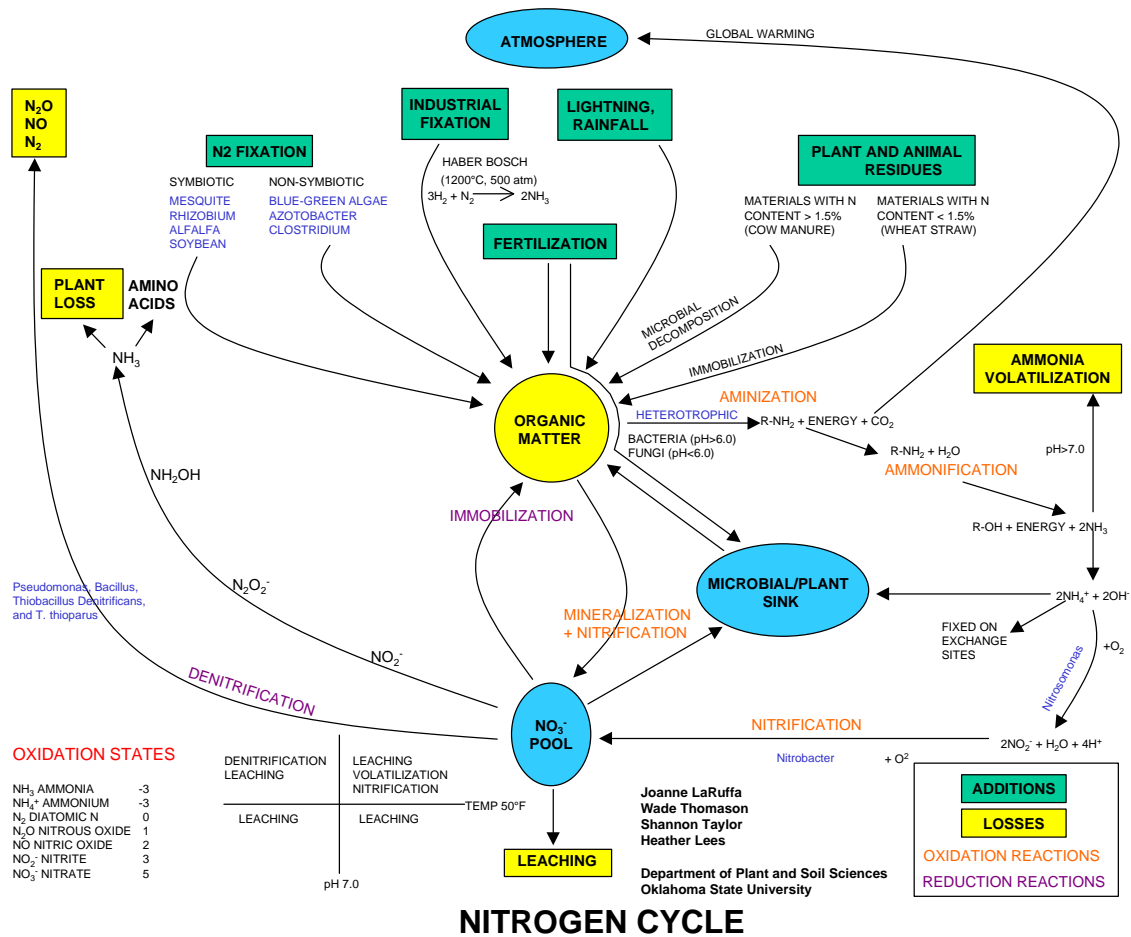 ATMOSPHERE
GLOBAL WARMING
N₂O
NO
N₂
N2 FIXATION
SYMBIOTIC
MESQUITE
RHIZOBIUM
ALFALFA
SOYBEAN
NON-SYMBIOTIC
BLUE-GREEN ALGAE
AZOTOBACTER
CLOSTRIDIUM
INDUSTRIAL
FIXATION
HABER BOSCH
(1200°C, 500 atm)
3H₂ + N₂ → 2NH₃
LIGHTNING,
RAINFALL
FERTILIZATION
PLANT AND ANIMAL
RESIDUES
MATERIALS WITH N
CONTENT > 1.5%
(COW MANURE)
MATERIALS WITH N
CONTENT < 1.5%
(WHEAT STRAW)
PLANT
LOSS
AMINO
ACIDS
NH₃
MICROBIAL
DECOMPOSITION
IMMOBILIZATION
AMMONIA
VOLATILIZATION
ORGANIC
MATTER
AMINIZATION
HETEROTROPHIC
R-NH₂ + ENERGY + CO₂
BACTERIA (pH>6.0)
FUNGI (pH<6.0)
R-NH₂ + H₂O
AMMONIFICATION
pH>7.0
R-OH + ENERGY + 2NH₃
NH₂OH
IMMOBILIZATION
Pseudomonas, Bacillus,
Thiobacillus Denitrificans,
and T. thioparus
N₂O₂⁻
MICROBIAL/PLANT
SINK
2NH₄⁺ + 2OH⁻
FIXED ON
EXCHANGE
SITES
+O₂
Nitrosomonas
MINERALIZATION
+ NITRIFICATION
NO₂⁻
DENITRIFICATION
NO₃⁻
POOL
NITRIFICATION
Nitrobacter
+ O²
2NO₂⁻ + H₂O + 4H⁺
OXIDATION STATES
NH₃ AMMONIA -3
NH₄⁺ AMMONIUM -3
N₂ DIATOMIC N 0
N₂O NITROUS OXIDE 1
NO NITRIC OXIDE 2
NO₂⁻ NITRITE 3
NO₃⁻ NITRATE 5
DENITRIFICATION
LEACHING
LEACHING
VOLATILIZATION
NITRIFICATION
TEMP 50°F
LEACHING
LEACHING
pH 7.0
LEACHING
Joanne LaRuffa
Wade Thomason
Shannon Taylor
Heather Lees
Department of Plant and Soil Sciences
Oklahoma State University
ADDITIONS
LOSSES
OXIDATION REACTIONS
REDUCTION REACTIONS
NITROGEN CYCLE